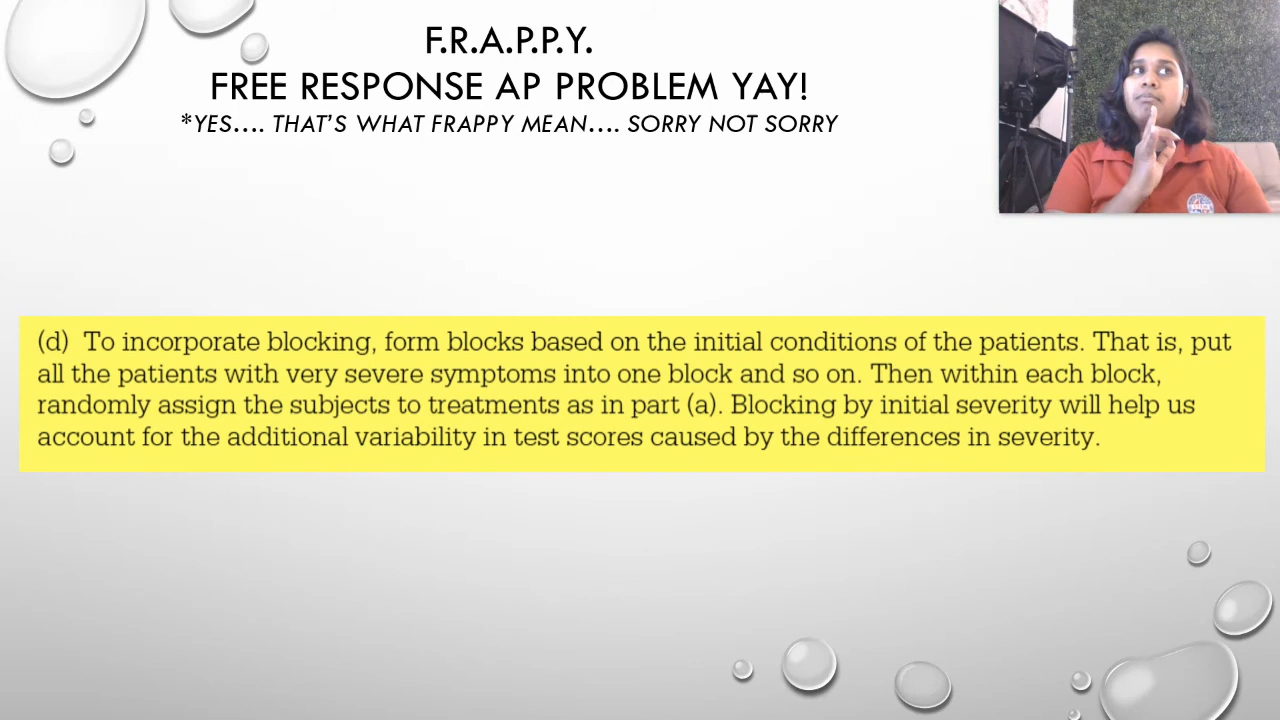 F.R.A.P.P.Y.
FREE RESPONSE AP PROBLEM YAY!
*YES.... THAT'S WHAT FRAPPY MEAN.... SORRY NOT SORRY
(d) To incorporate blocking, form blocks based on the initial conditions of the patients. That is, put
all the patients with very severe symptoms into one block and so on. Then within each block,
randomly assign the subjects to treatments as in part (a). Blocking by initial severity will help us
account for the additional variability in test scores caused by the differences in severity.